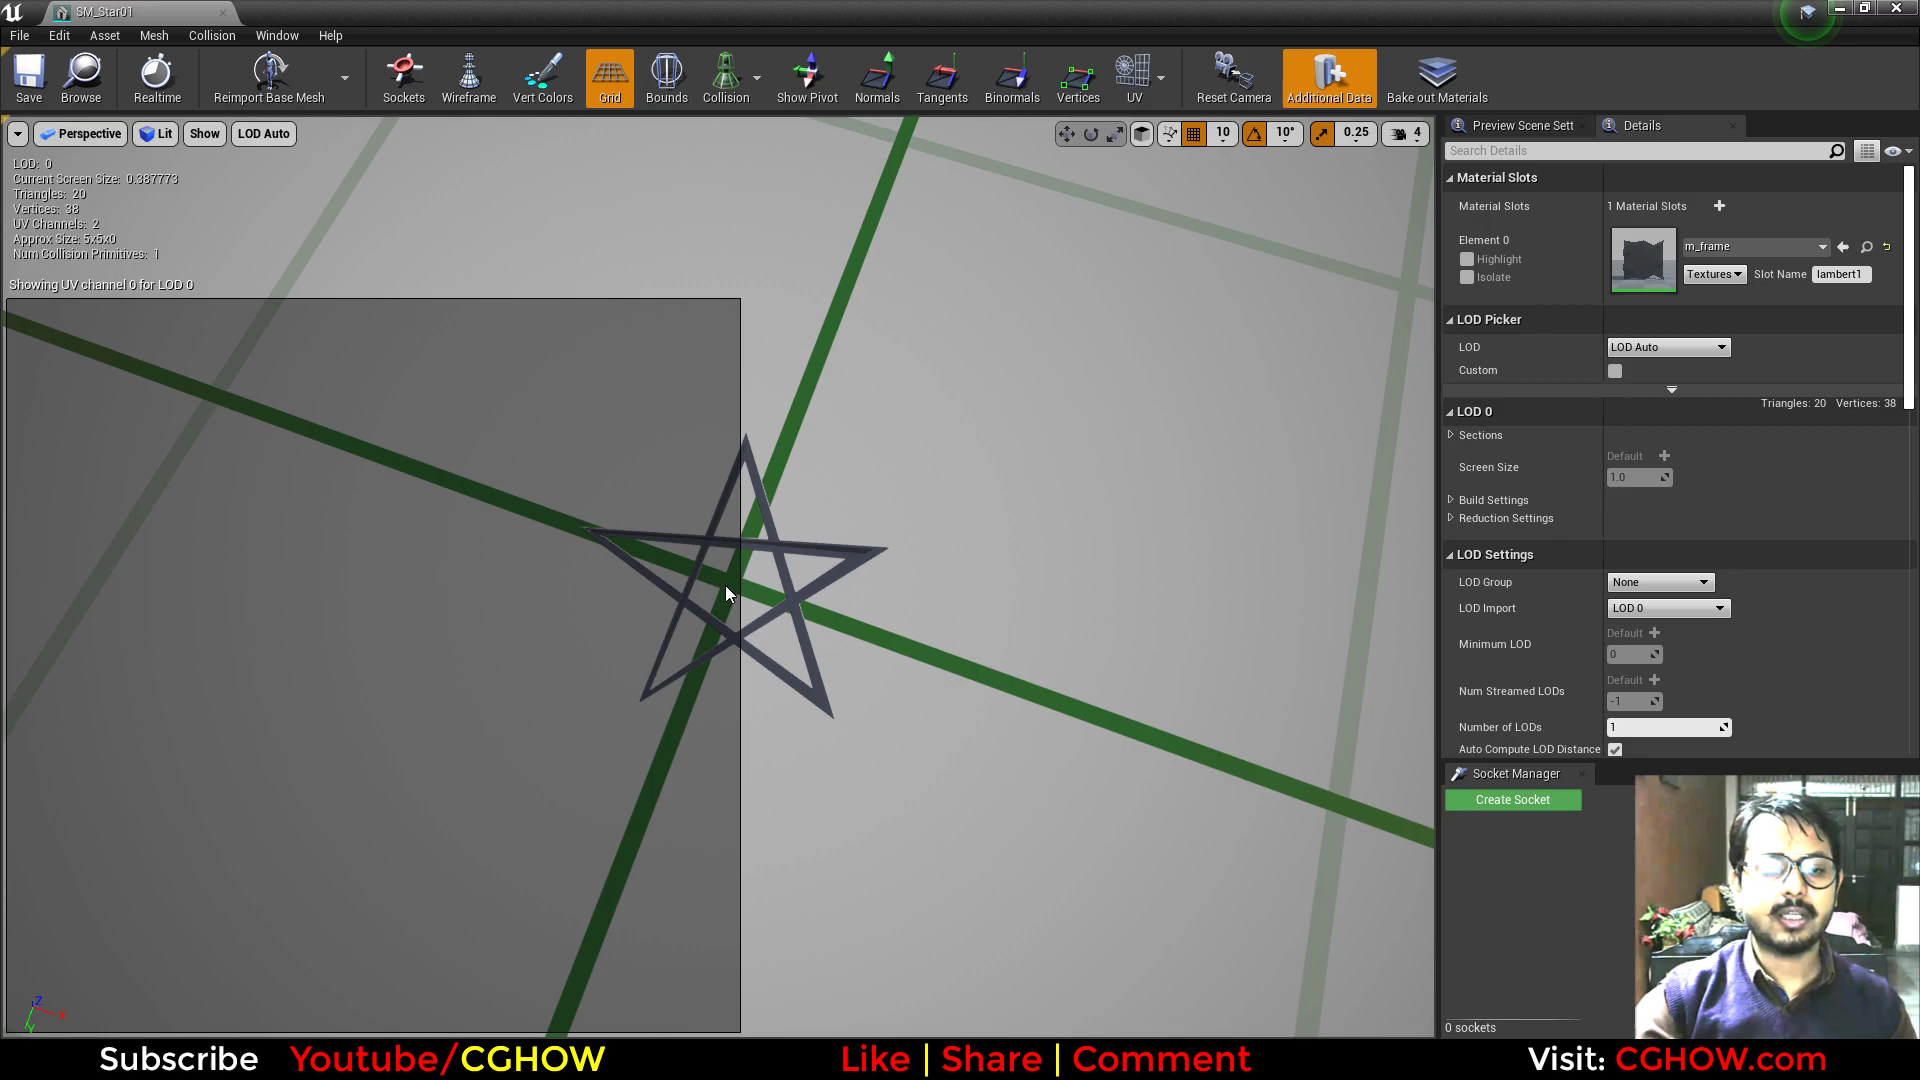 SM_Star01
File Edit Asset Mesh Collision Window Help
Save Browse Realtime Reimport Base Mesh Sockets Wireframe Vert Colors Grid Bounds Collision Show Pivot Normals Tangents Binormals Vertices UV Reset Camera Additional Data Bake out Materials
Perspective Lit Show LOD Auto 10 10° 0.25 4
LOD: 0
Current Screen Size: 0.387773
Triangles: 20
Vertices: 38
UV Channels: 2
Approx Size: 5x5x0
Num Collision Primitives: 1
Showing UV channel 0 for LOD 0
Z
X
Y
Preview Scene Sett Details
Search Details
Material Slots
Material Slots 1 Material Slots
Element 0
Highlight
Isolate
m_frame
Textures Slot Name lambert1
LOD Picker
LOD LOD Auto
Custom
LOD 0 Triangles: 20 Vertices: 38
Sections
Screen Size Default
1.0
Build Settings
Reduction Settings
LOD Settings
LOD Group None
LOD Import LOD 0
Minimum LOD Default
0
Num Streamed LODs Default
-1
Number of LODs 1
Auto Compute LOD Distance
Socket Manager
Create Socket
0 sockets
Subscribe Youtube/CGHOW Like | Share | Comment Visit: CGHOW.com